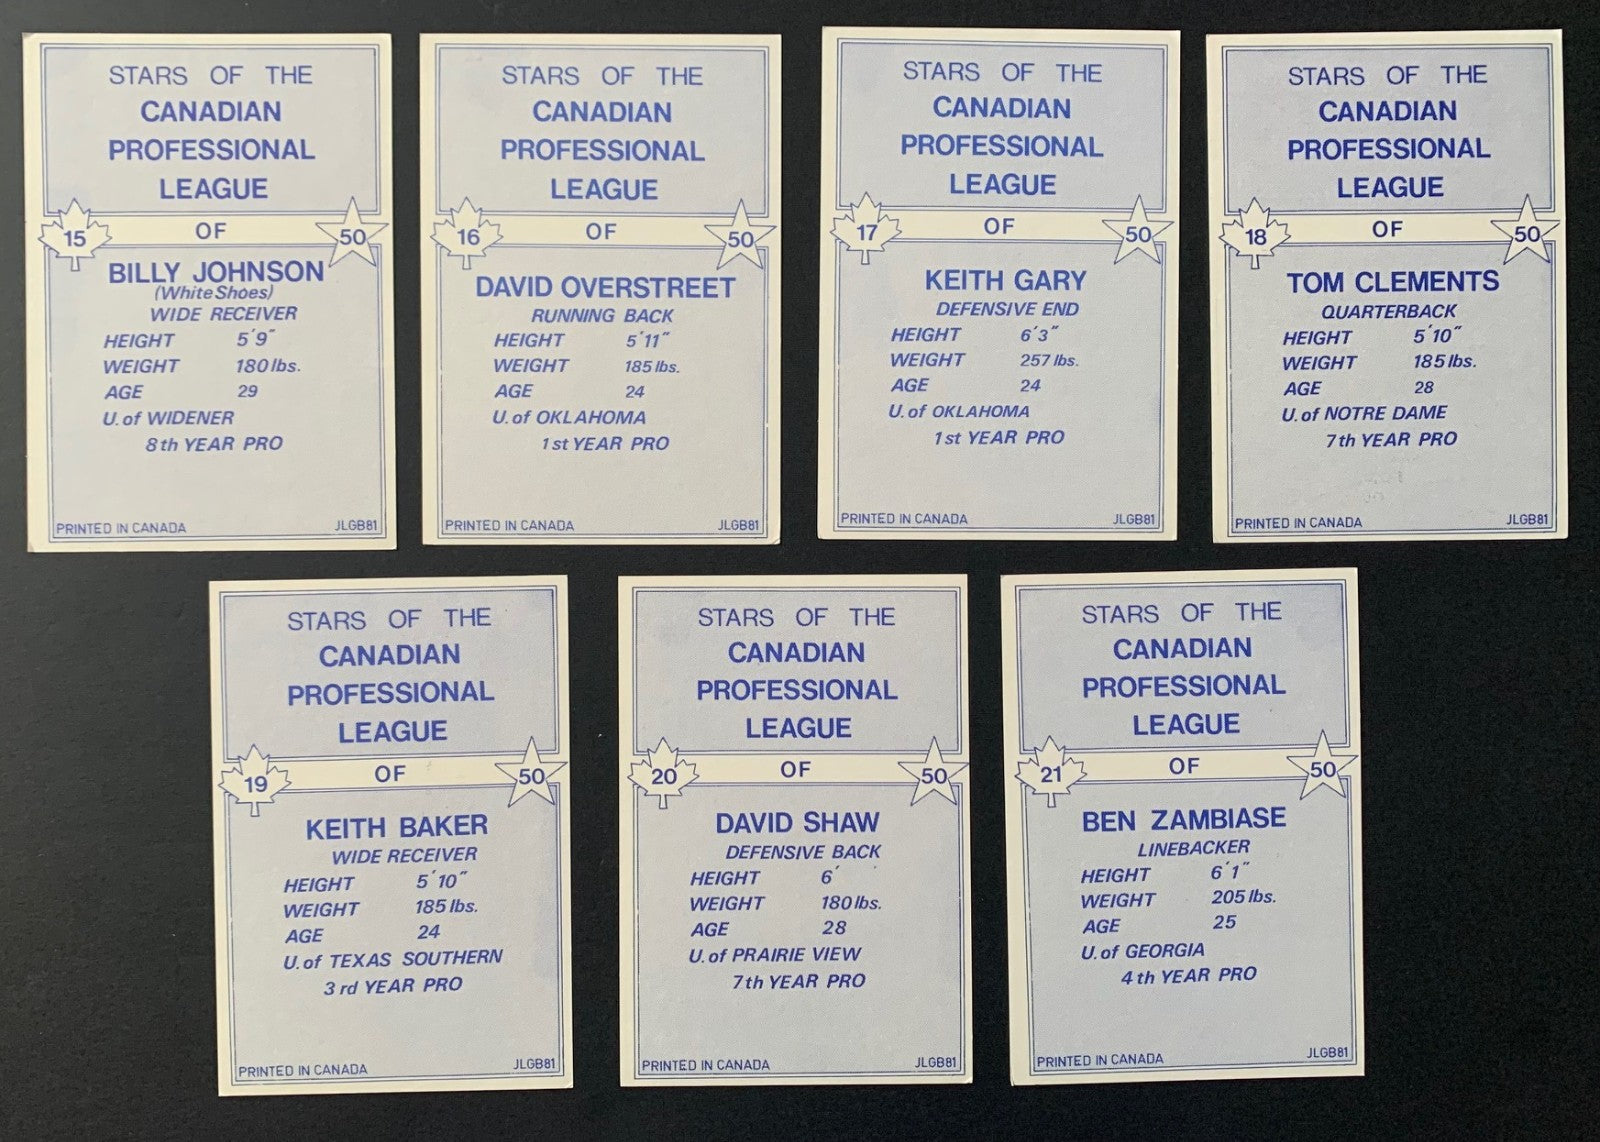 STARS OF THE
CANADIAN
PROFESSIONAL
LEAGUE
15 OF 50
BILLY JOHNSON
(White Shoes)
WIDE RECEIVER
HEIGHT 5'9"
WEIGHT 180 lbs.
AGE 29
U. of WIDENER
8th YEAR PRO
PRINTED IN CANADA JLGB81
STARS OF THE
CANADIAN
PROFESSIONAL
LEAGUE
16 OF 50
DAVID OVERSTREET
RUNNING BACK
HEIGHT 5'11"
WEIGHT 185 lbs.
AGE 24
U. of OKLAHOMA
1st YEAR PRO
PRINTED IN CANADA JLGB81
STARS OF THE
CANADIAN
PROFESSIONAL
LEAGUE
17 OF 50
KEITH GARY
DEFENSIVE END
HEIGHT 6'3"
WEIGHT 257 lbs.
AGE 24
U. of OKLAHOMA
1st YEAR PRO
PRINTED IN CANADA JLGB81
STARS OF THE
CANADIAN
PROFESSIONAL
LEAGUE
18 OF 50
TOM CLEMENTS
QUARTERBACK
HEIGHT 5'10"
WEIGHT 185 lbs.
AGE 28
U. of NOTRE DAME
7th YEAR PRO
PRINTED IN CANADA JLGB81
STARS OF THE
CANADIAN
PROFESSIONAL
LEAGUE
19 OF 50
KEITH BAKER
WIDE RECEIVER
HEIGHT 5'10"
WEIGHT 185 lbs.
AGE 24
U. of TEXAS SOUTHERN
3rd YEAR PRO
PRINTED IN CANADA JLGB81
STARS OF THE
CANADIAN
PROFESSIONAL
LEAGUE
20 OF 50
DAVID SHAW
DEFENSIVE BACK
HEIGHT 6'
WEIGHT 180 lbs.
AGE 28
U. of PRAIRIE VIEW
7th YEAR PRO
PRINTED IN CANADA JLGB81
STARS OF THE
CANADIAN
PROFESSIONAL
LEAGUE
21 OF 50
BEN ZAMBIASE
LINEBACKER
HEIGHT 6'1"
WEIGHT 205 lbs.
AGE 25
U. of GEORGIA
4th YEAR PRO
PRINTED IN CANADA JLGB81